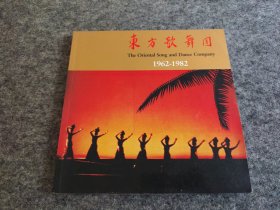 東方歌舞团
The Oriental Song and Dance Company
1962-1982